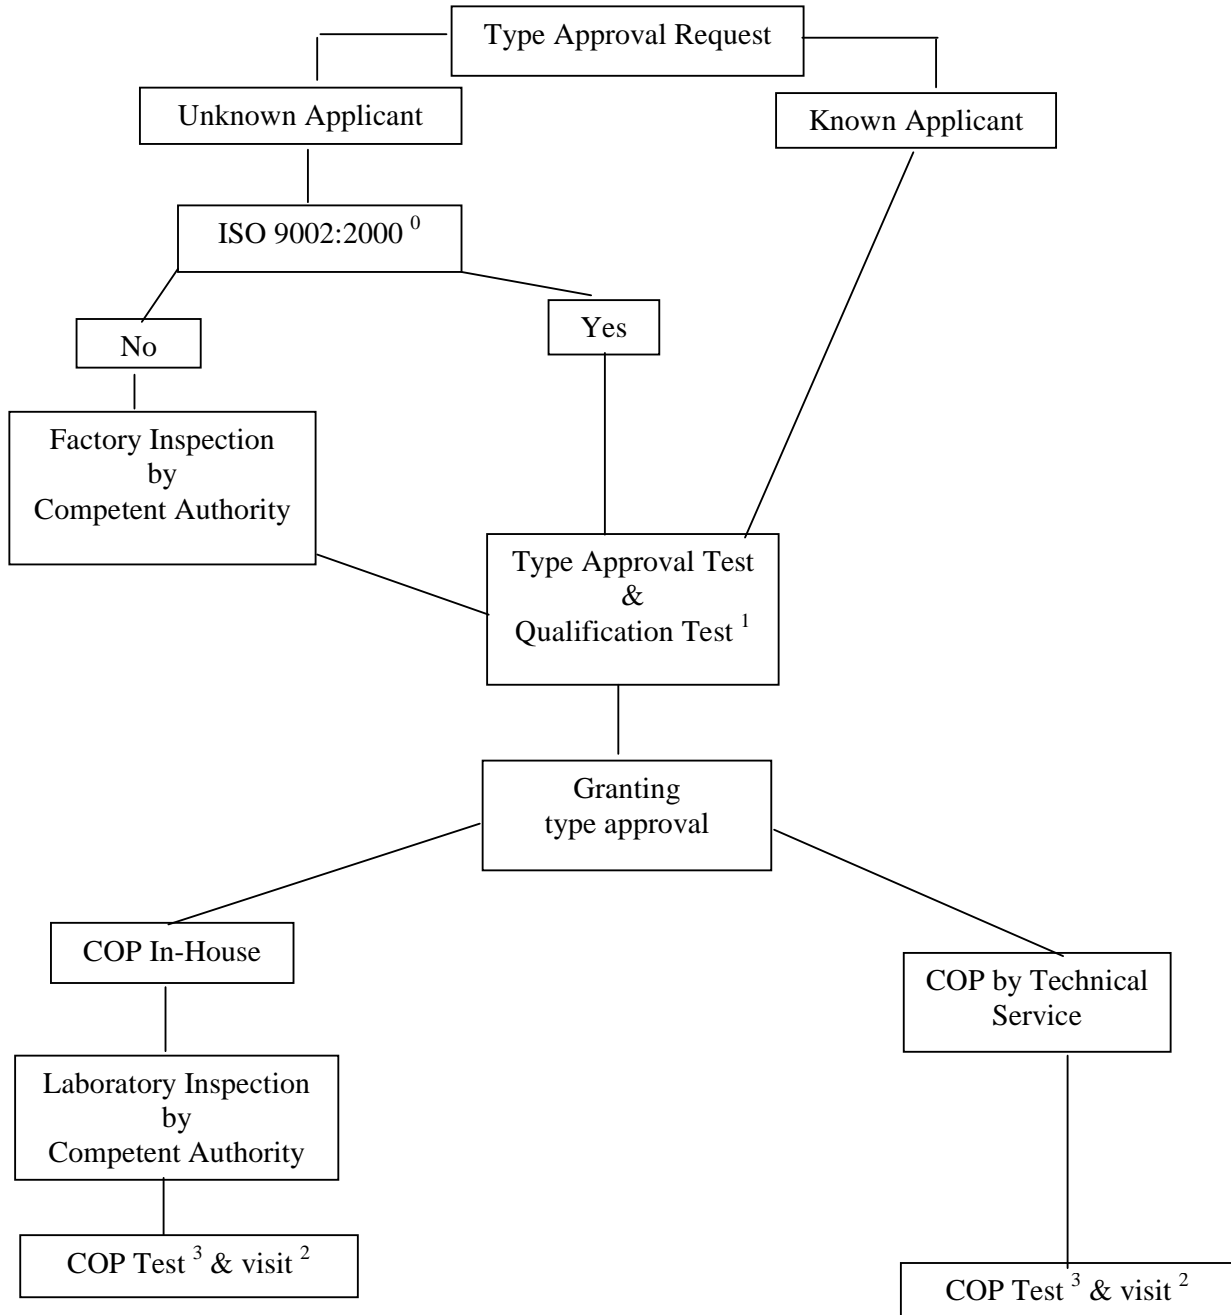 Type Approval Request
Unknown Applicant
Known Applicant
ISO 9002:2000 0
No
Yes
Factory Inspection
by
Competent Authority
Type Approval Test
&
Qualification Test 1
Granting
type approval
COP In-House
COP by Technical
Service
Laboratory Inspection
by
Competent Authority
COP Test 3 & visit 2
COP Test 3 & visit 2